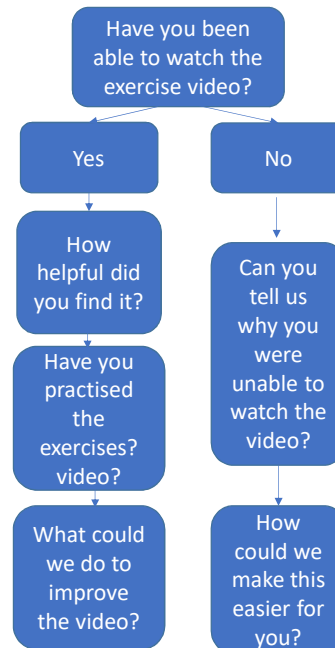 Have you been
able to watch the
exercise video?
Yes
No
How
helpful did
you find it?
Have you
practised
the
exercises?
video?
What could
we do to
improve
the video?
Can you
tell us
why you
were
unable to
watch the
video?
How
could we
make this
easier for
you?